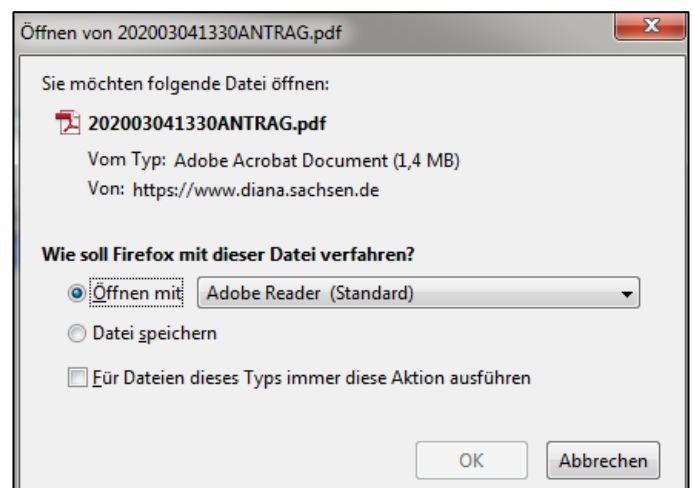 Öffnen von 202003041330ANTRAG.pdf
Sie möchten folgende Datei öffnen:
202003041330ANTRAG.pdf
Vom Typ: Adobe Acrobat Document (1,4 MB)
Von: https://www.diana.sachsen.de
Wie soll Firefox mit dieser Datei verfahren?
Öffnen mit Adobe Reader (Standard)
Datei speichern
Für Dateien dieses Typs immer diese Aktion ausführen
OK Abbrechen